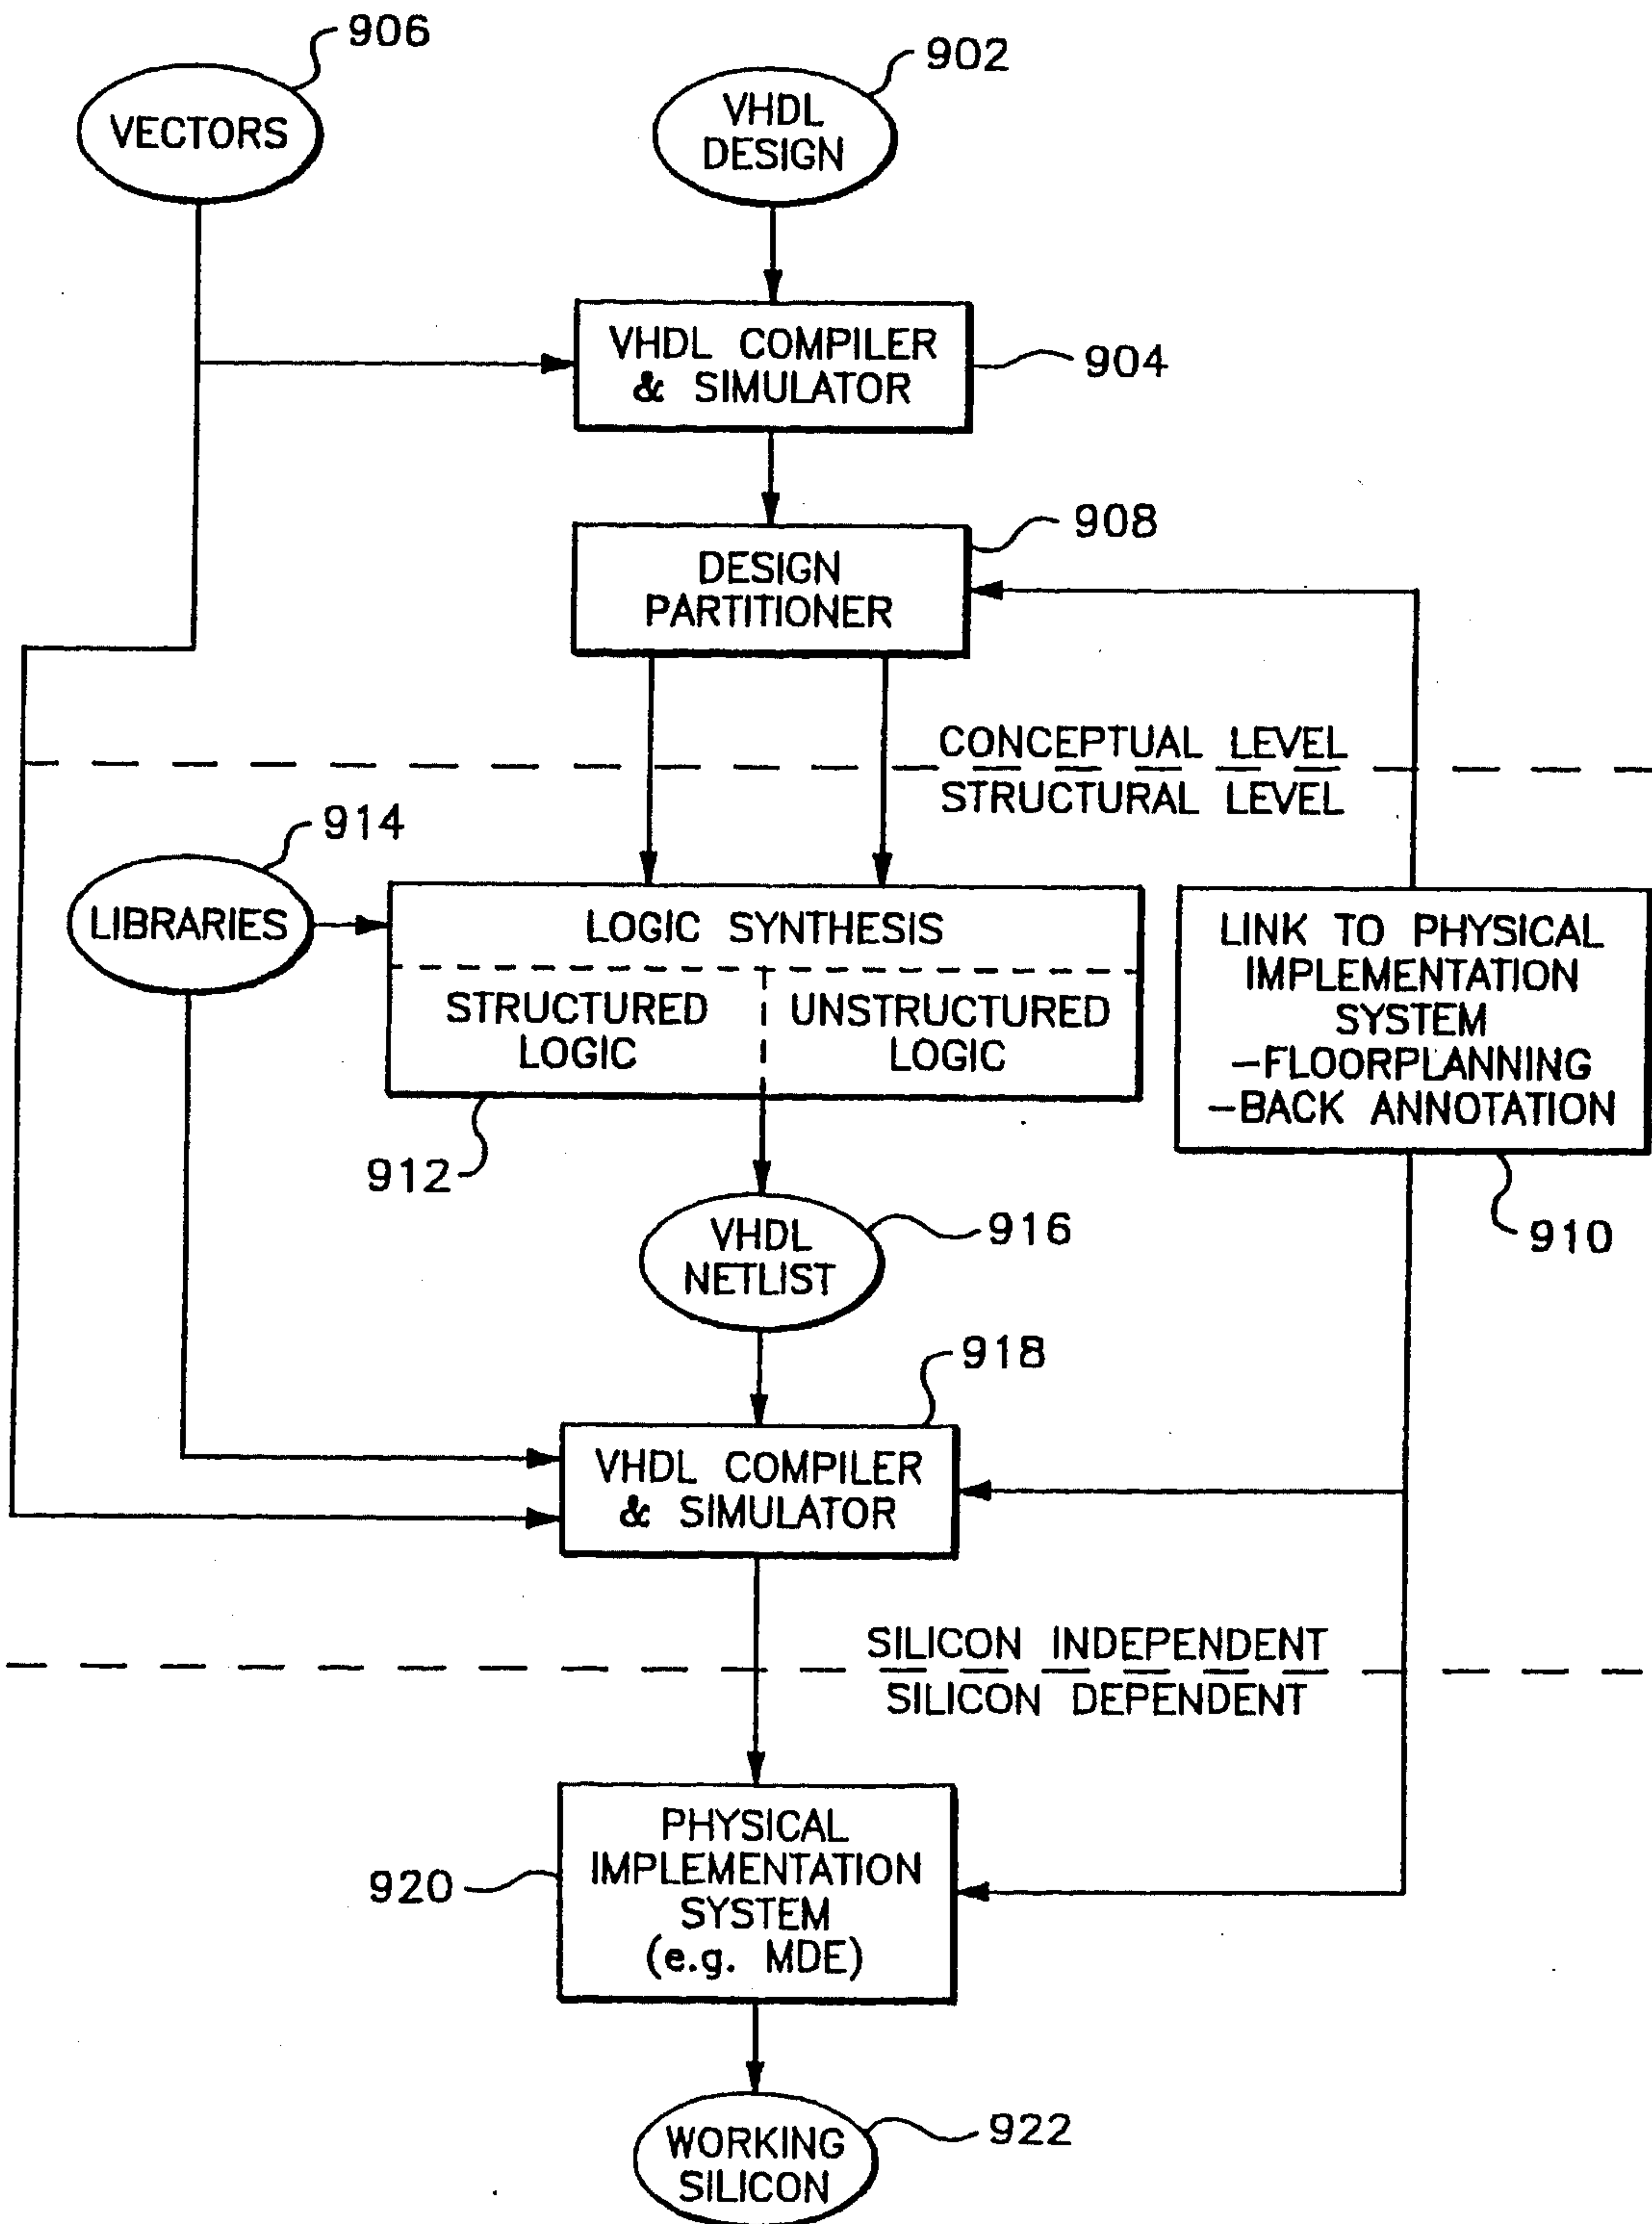 906
VECTORS
902
VHDL
DESIGN
VHDL COMPILER
& SIMULATOR
904
908
DESIGN
PARTITIONER
CONCEPTUAL LEVEL
STRUCTURAL LEVEL
914
LIBRARIES
LOGIC SYNTHESIS
STRUCTURED
LOGIC
UNSTRUCTURED
LOGIC
912
LINK TO PHYSICAL
IMPLEMENTATION
SYSTEM
-FLOORPLANNING
-BACK ANNOTATION
910
VHDL
NETLIST
916
918
VHDL COMPILER
& SIMULATOR
SILICON INDEPENDENT
SILICON DEPENDENT
PHYSICAL
IMPLEMENTATION
SYSTEM
(e.g. MDE)
920
WORKING
SILICON
922